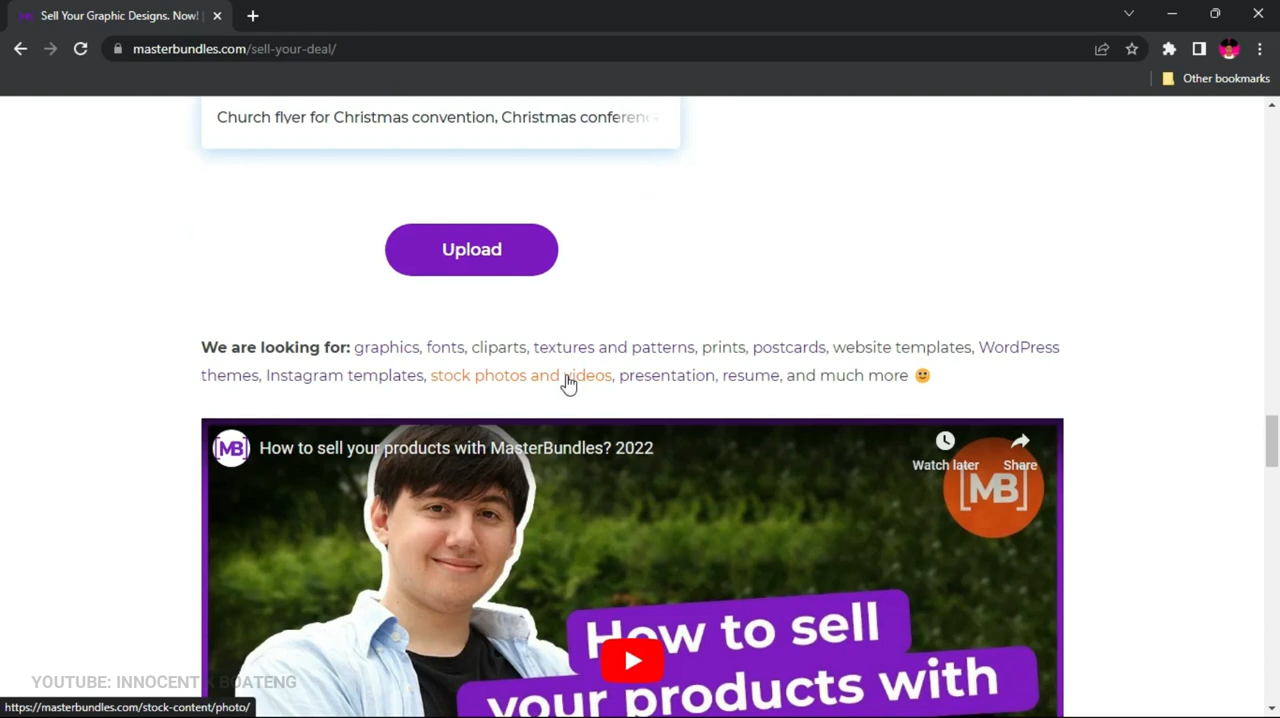 Sell Your Graphic Designs. Now! |
masterbundles.com/sell-your-deal/
Other bookmarks
Church flyer for Christmas convention, Christmas conferenc
Upload
We are looking for: graphics, fonts, cliparts, textures and patterns, prints, postcards, website templates, WordPress
themes, Instagram templates, stock photos and videos, presentation, resume, and much more
[MB]
How to sell your products with MasterBundles? 2022
Watch later
Share
[MB]
How to sell
your products with
YOUTUBE: INNOCENT K BOATENG
https://masterbundles.com/stock-content/photo/